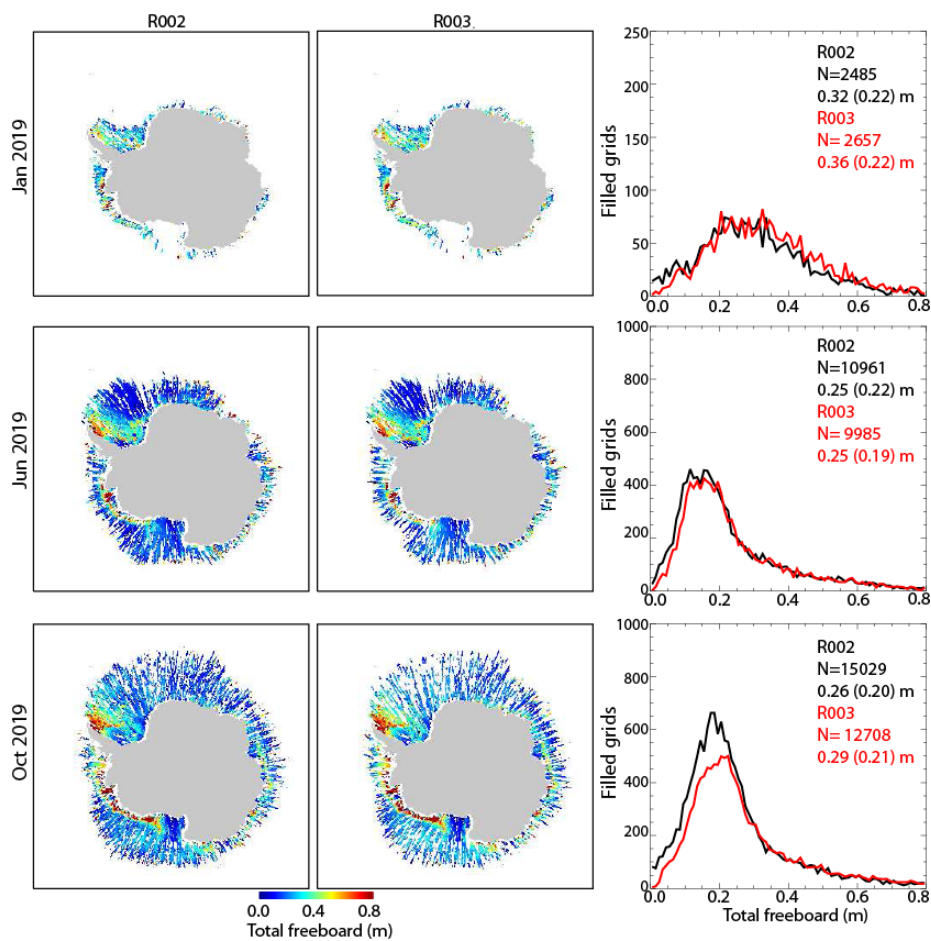 R002
R003
Jan 2019
Filled grids
250
200
150
100
50
0
R002
N=2485
0.32 (0.22) m
R003
N= 2657
0.36 (0.22) m
0.0
0.2
0.4
0.6
0.8
Jun 2019
Filled grids
1000
800
600
400
200
0
R002
N=10961
0.25 (0.22) m
R003
N= 9985
0.25 (0.19) m
0.0
0.2
0.4
0.6
0.8
Oct 2019
Filled grids
1000
800
600
400
200
0
R002
N=15029
0.26 (0.20) m
R003
N= 12708
0.29 (0.21) m
0.0
0.2
0.4
0.6
0.8
Total freeboard (m)
0.0
0.4
0.8
Total freeboard (m)